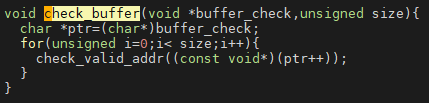 void check_buffer(void *buffer_check,unsigned size){
  char *ptr=(char*)buffer_check;
  for(unsigned i=0;i< size;i++){
    check_valid_addr((const void*)(ptr++));
  }
}